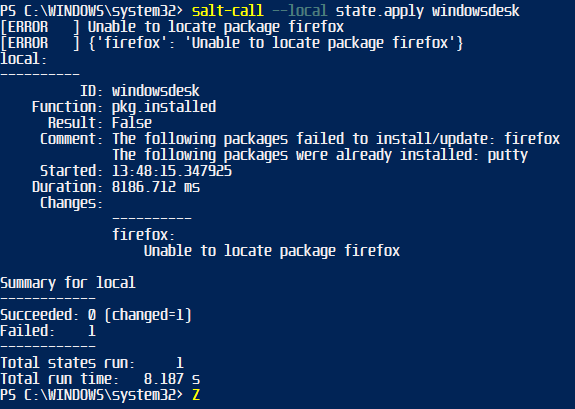 PS C:\WINDOWS\system32> salt-call --local state.apply windowsdesk
[ERROR   ] Unable to locate package firefox
[ERROR   ] {'firefox': 'Unable to locate package firefox'}
local:
----------
          ID: windowsdesk
    Function: pkg.installed
      Result: False
     Comment: The following packages failed to install/update: firefox
              The following packages were already installed: putty
     Started: 13:48:15.347925
    Duration: 8186.712 ms
     Changes:
              ----------
              firefox:
                  Unable to locate package firefox
Summary for local
------------
Succeeded: 0 (changed=1)
Failed:    1
------------
Total states run:     1
Total run time:   8.187 s
PS C:\WINDOWS\system32> Z